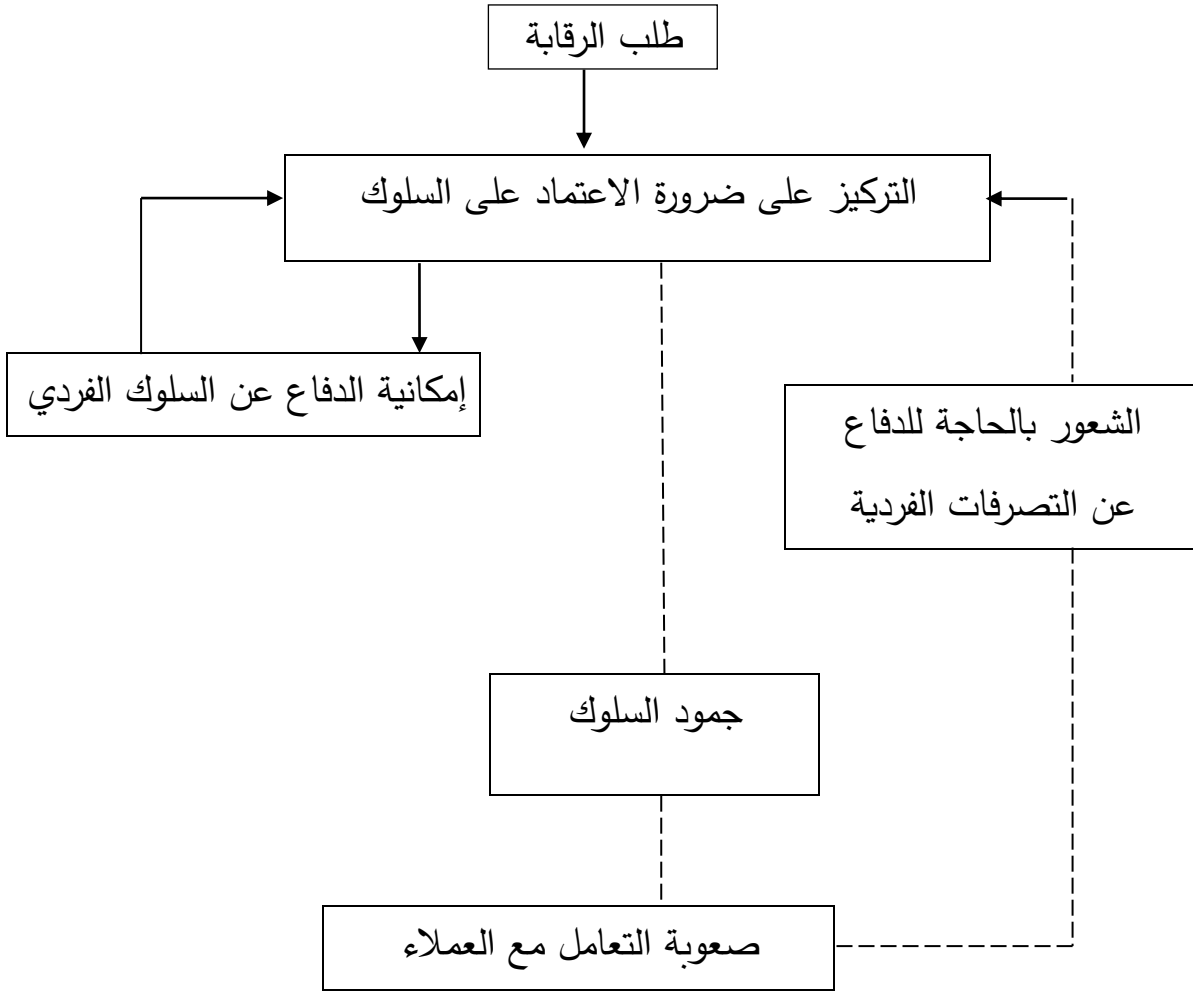 طلب الرقابة
التركيز على ضرورة الاعتماد على السلوك
إمكانية الدفاع عن السلوك الفردي
الشعور بالحاجة للدفاع
عن التصرفات الفردية
جمود السلوك
صعوبة التعامل مع العملاء